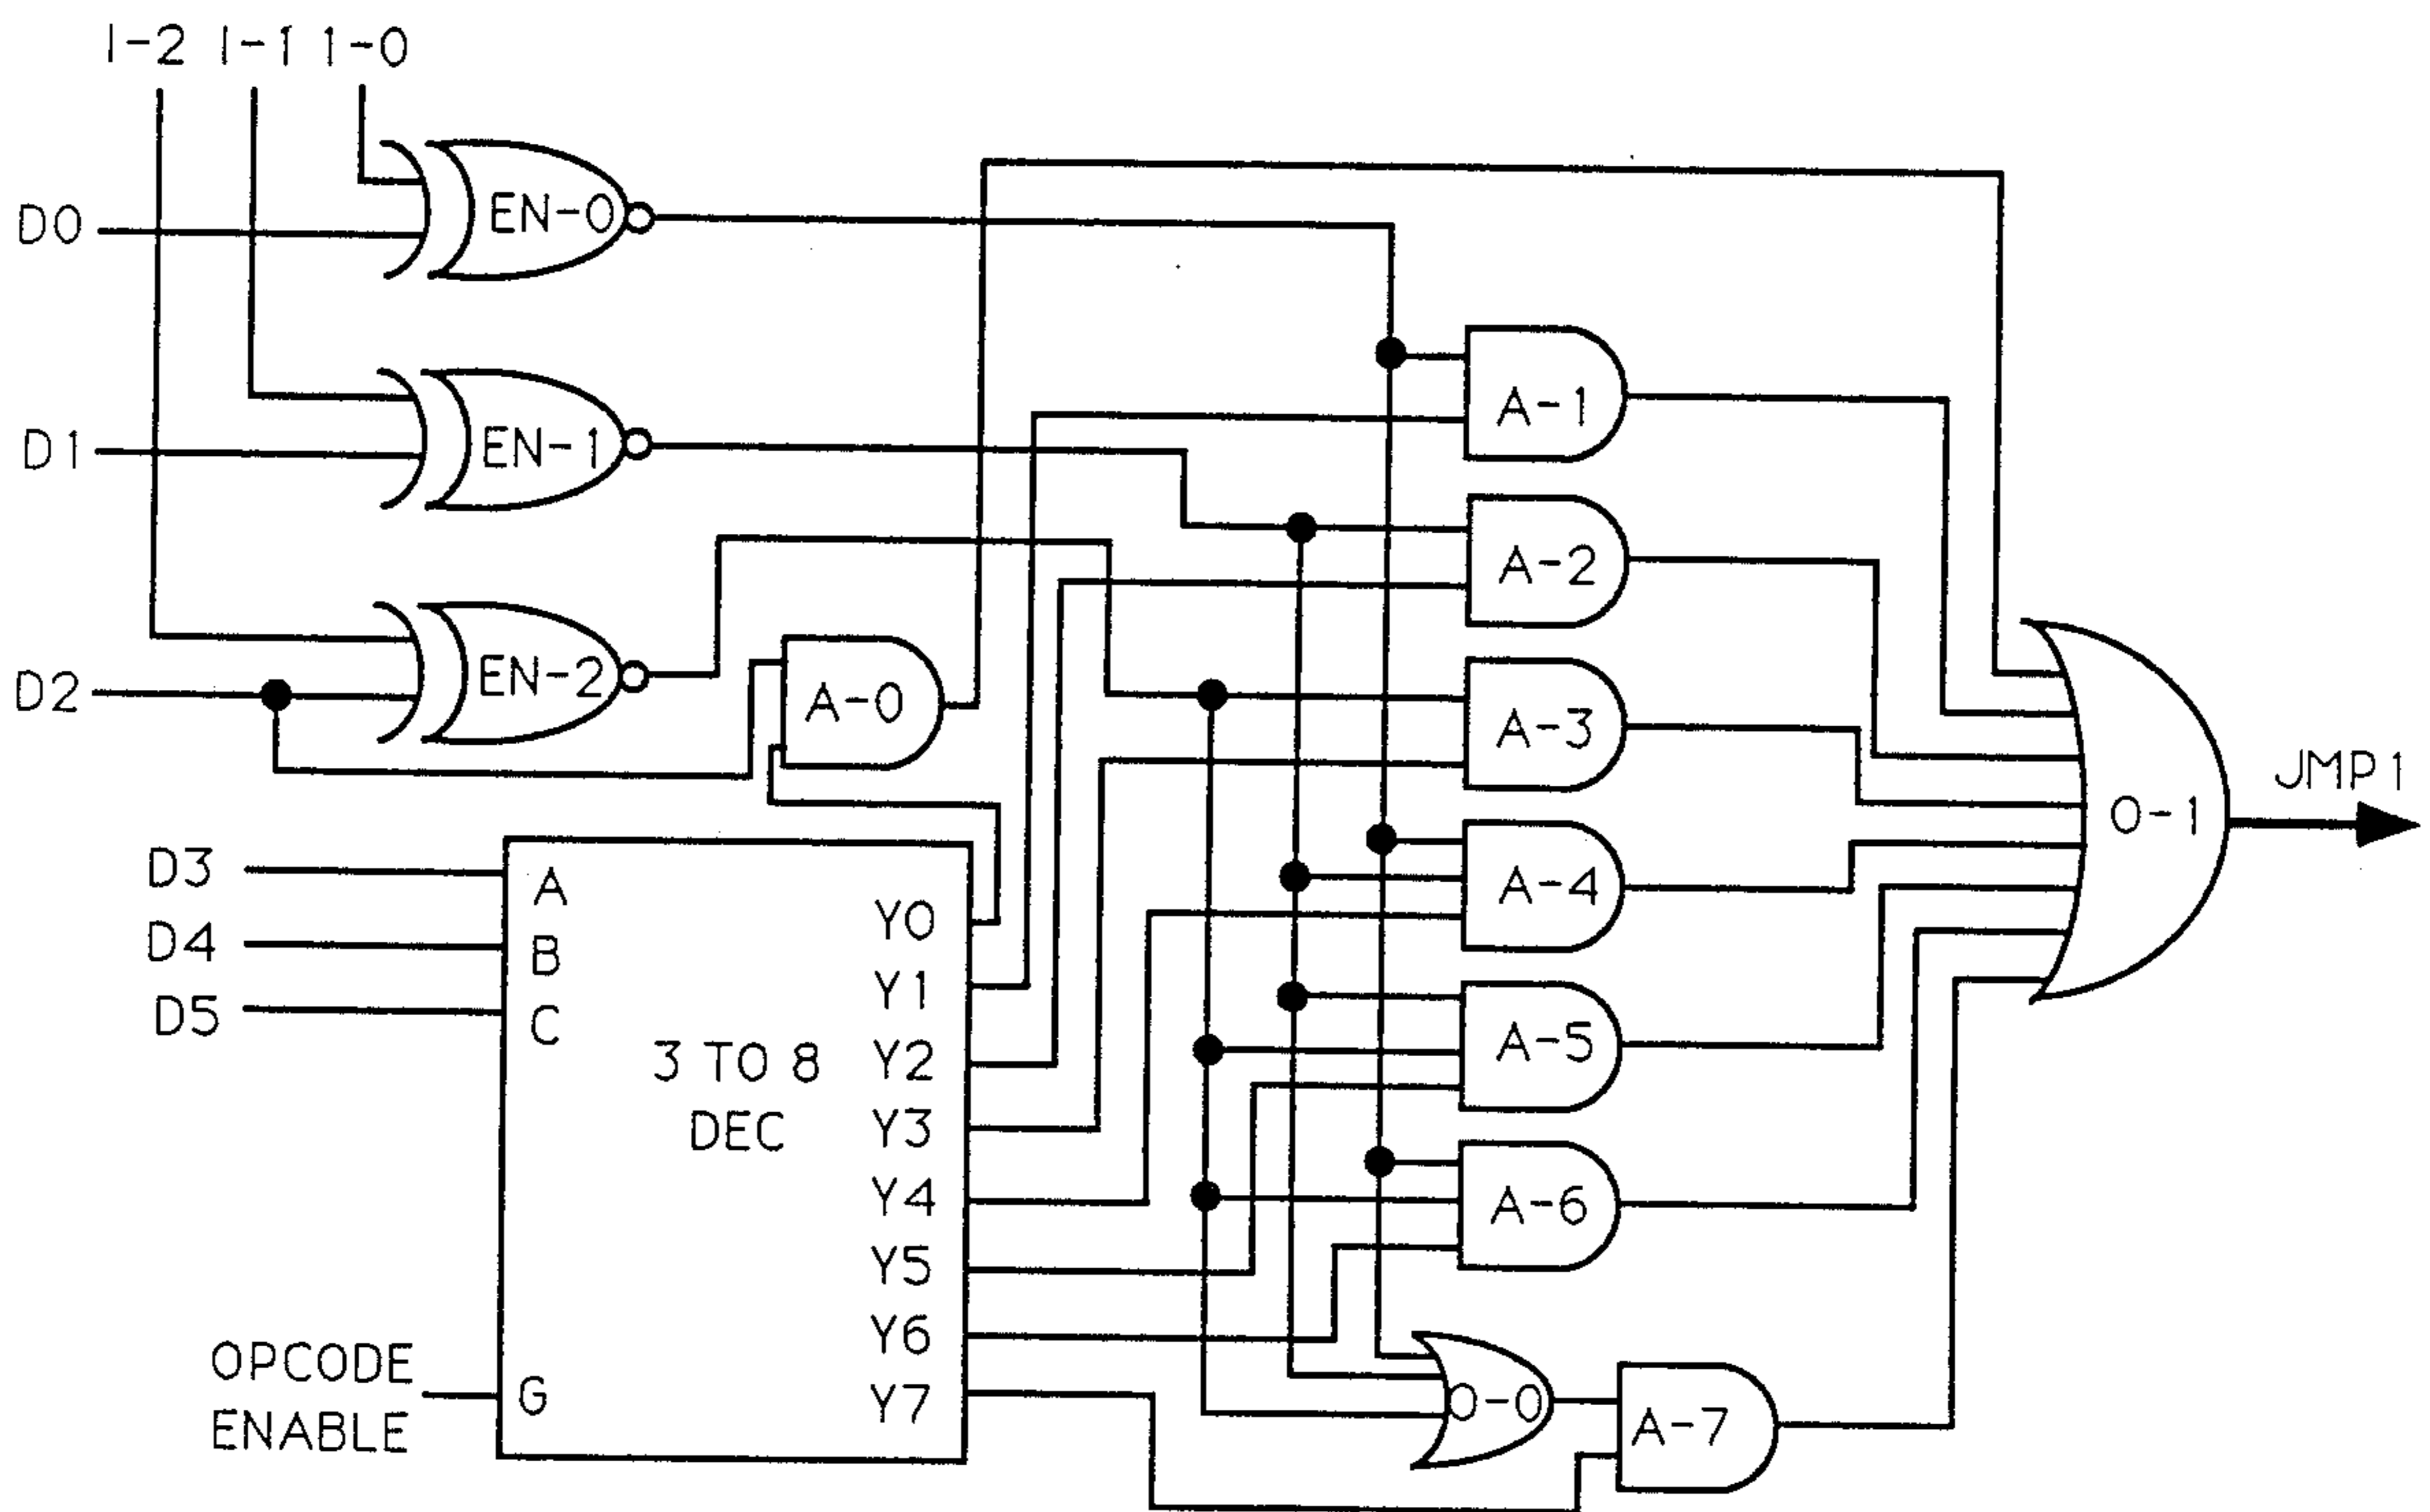 I-2 I-1 1-0
EN-0
D0
A-1
EN-1
D1
A-2
EN-2
D2
A-0
A-3
JMP1
O-1
D3
A
A-4
Y0
D4
B
Y1
D5
C
3 TO 8
DEC
Y2
A-5
Y3
Y4
A-6
Y5
Y6
OPCODE
ENABLE
G
Y7
O-0
A-7